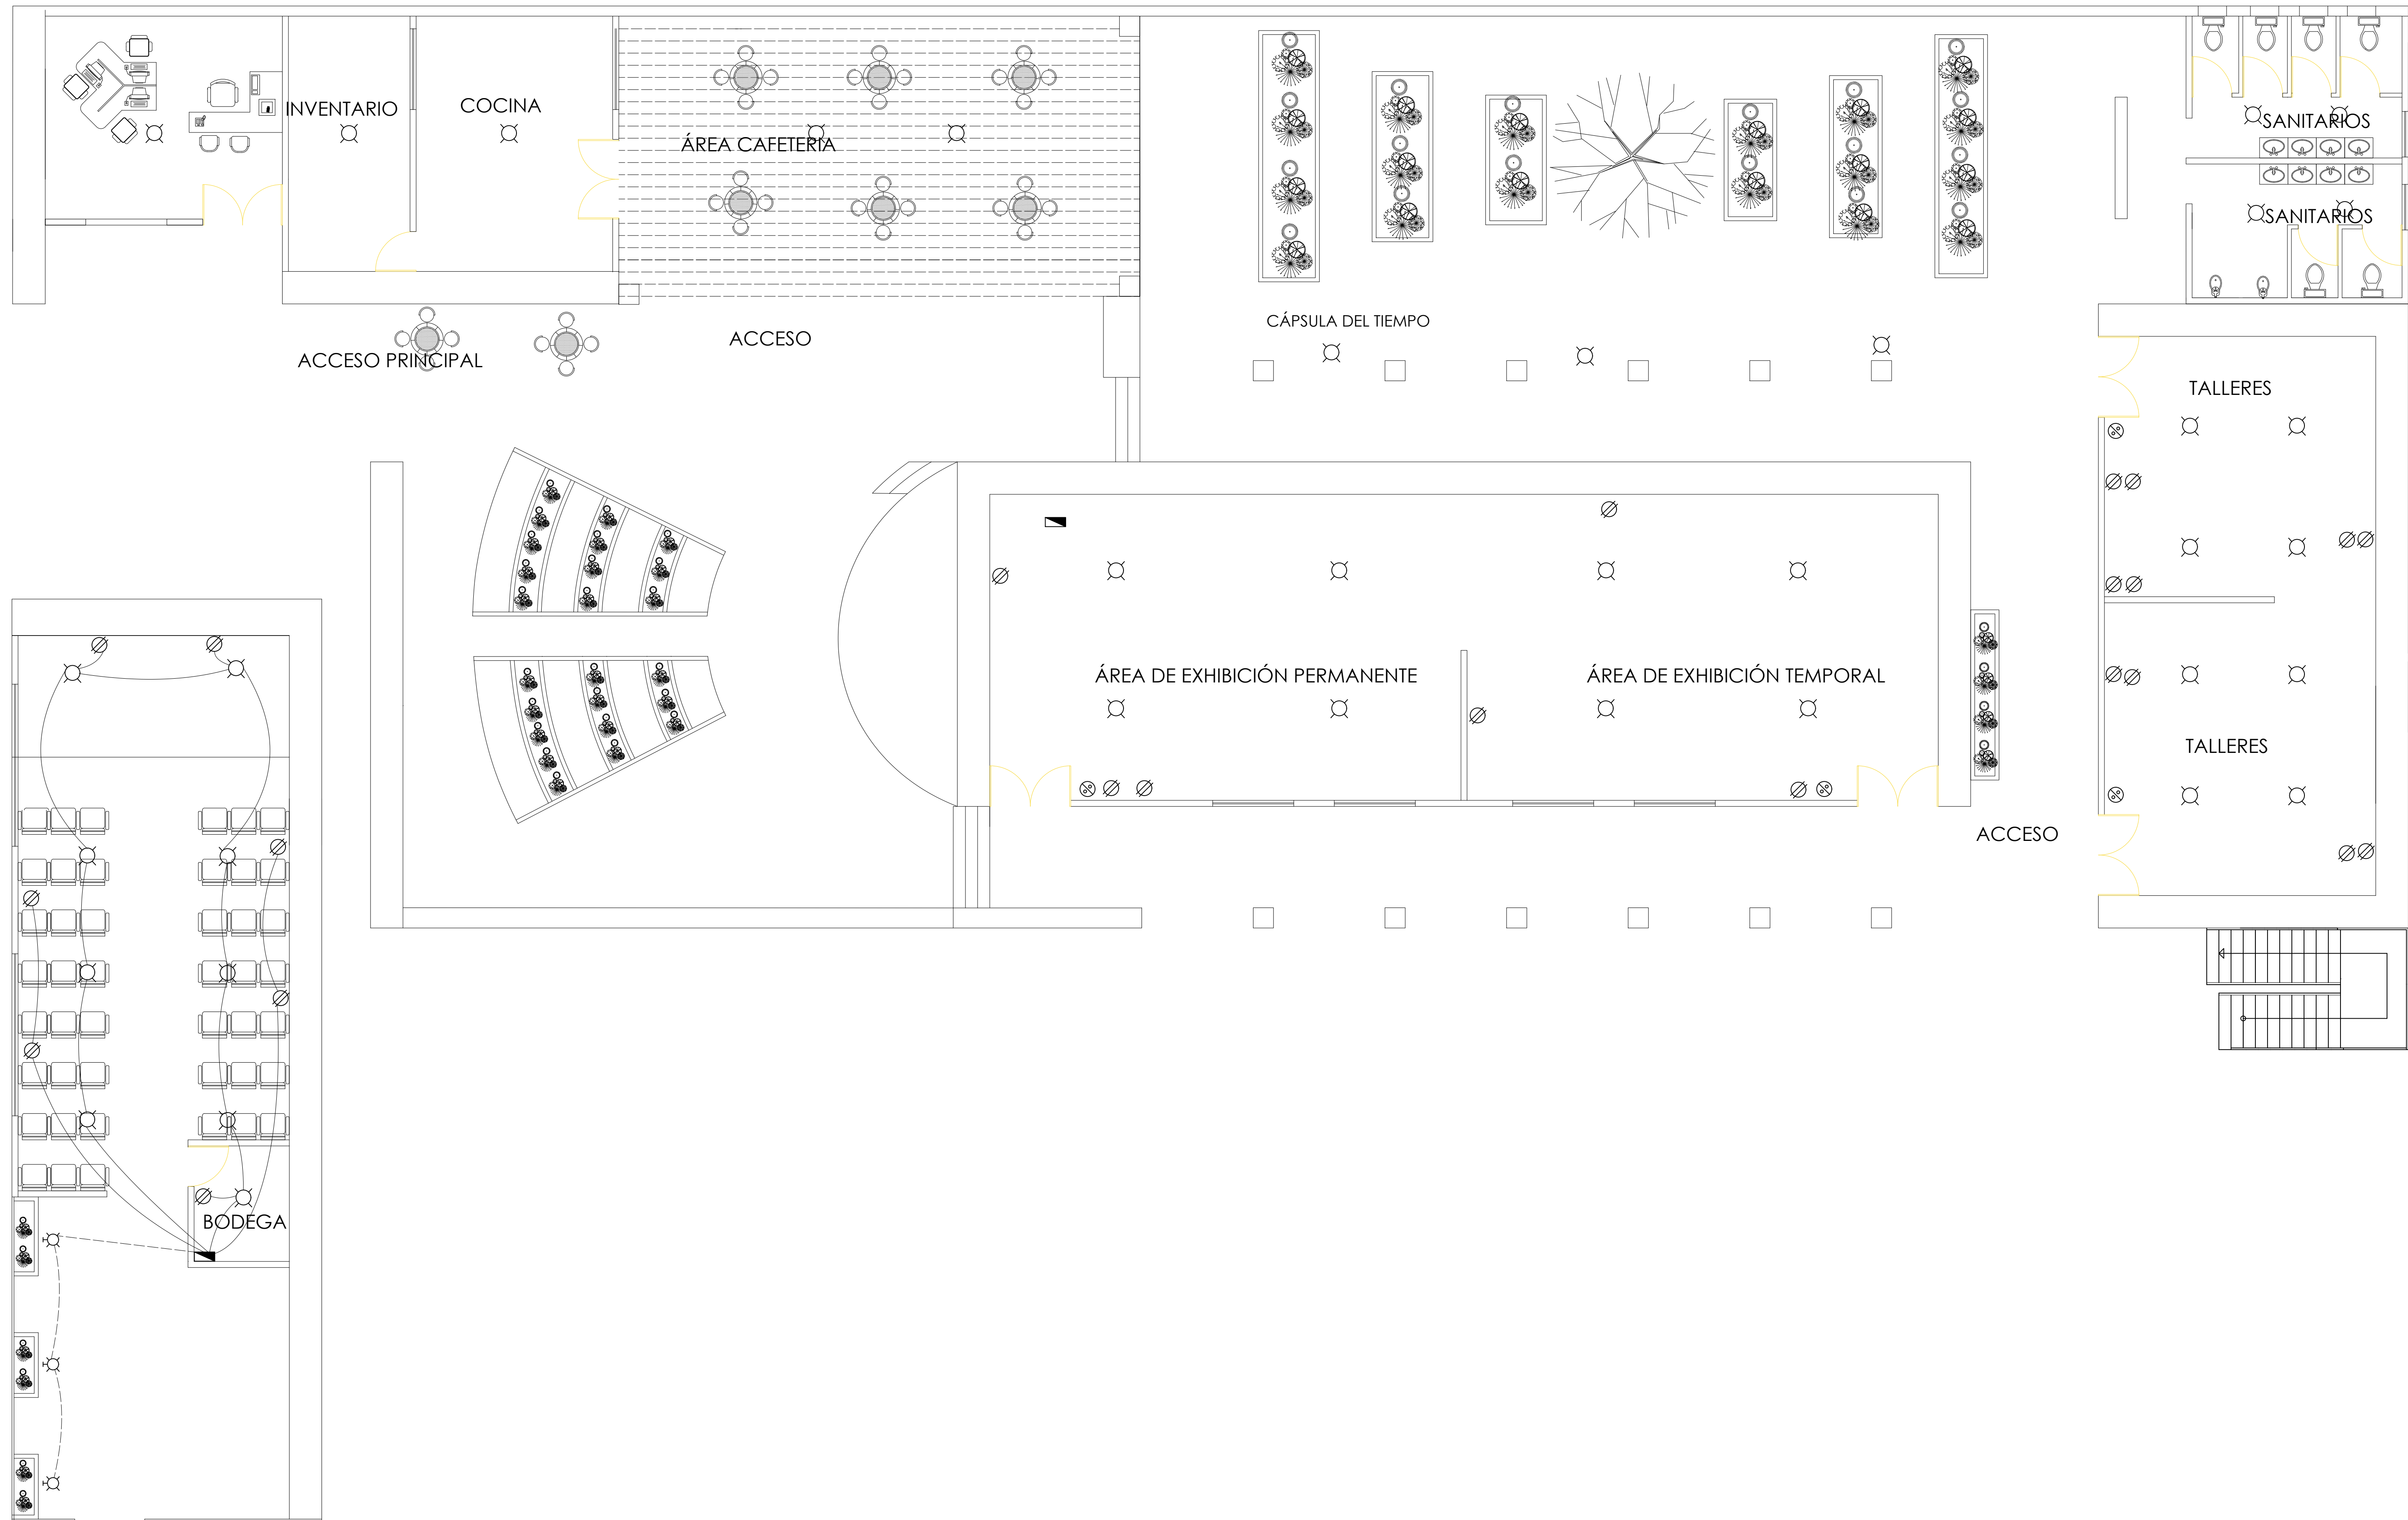 INVENTARIO
COCINA
ÁREA CAFETERIA
SANITARIOS
SANITARIOS
CÁPSULA DEL TIEMPO
ACCESO
ACCESO PRINCIPAL
TALLERES
ÁREA DE EXHIBICIÓN PERMANENTE
ÁREA DE EXHIBICIÓN TEMPORAL
TALLERES
ACCESO
BODEGA